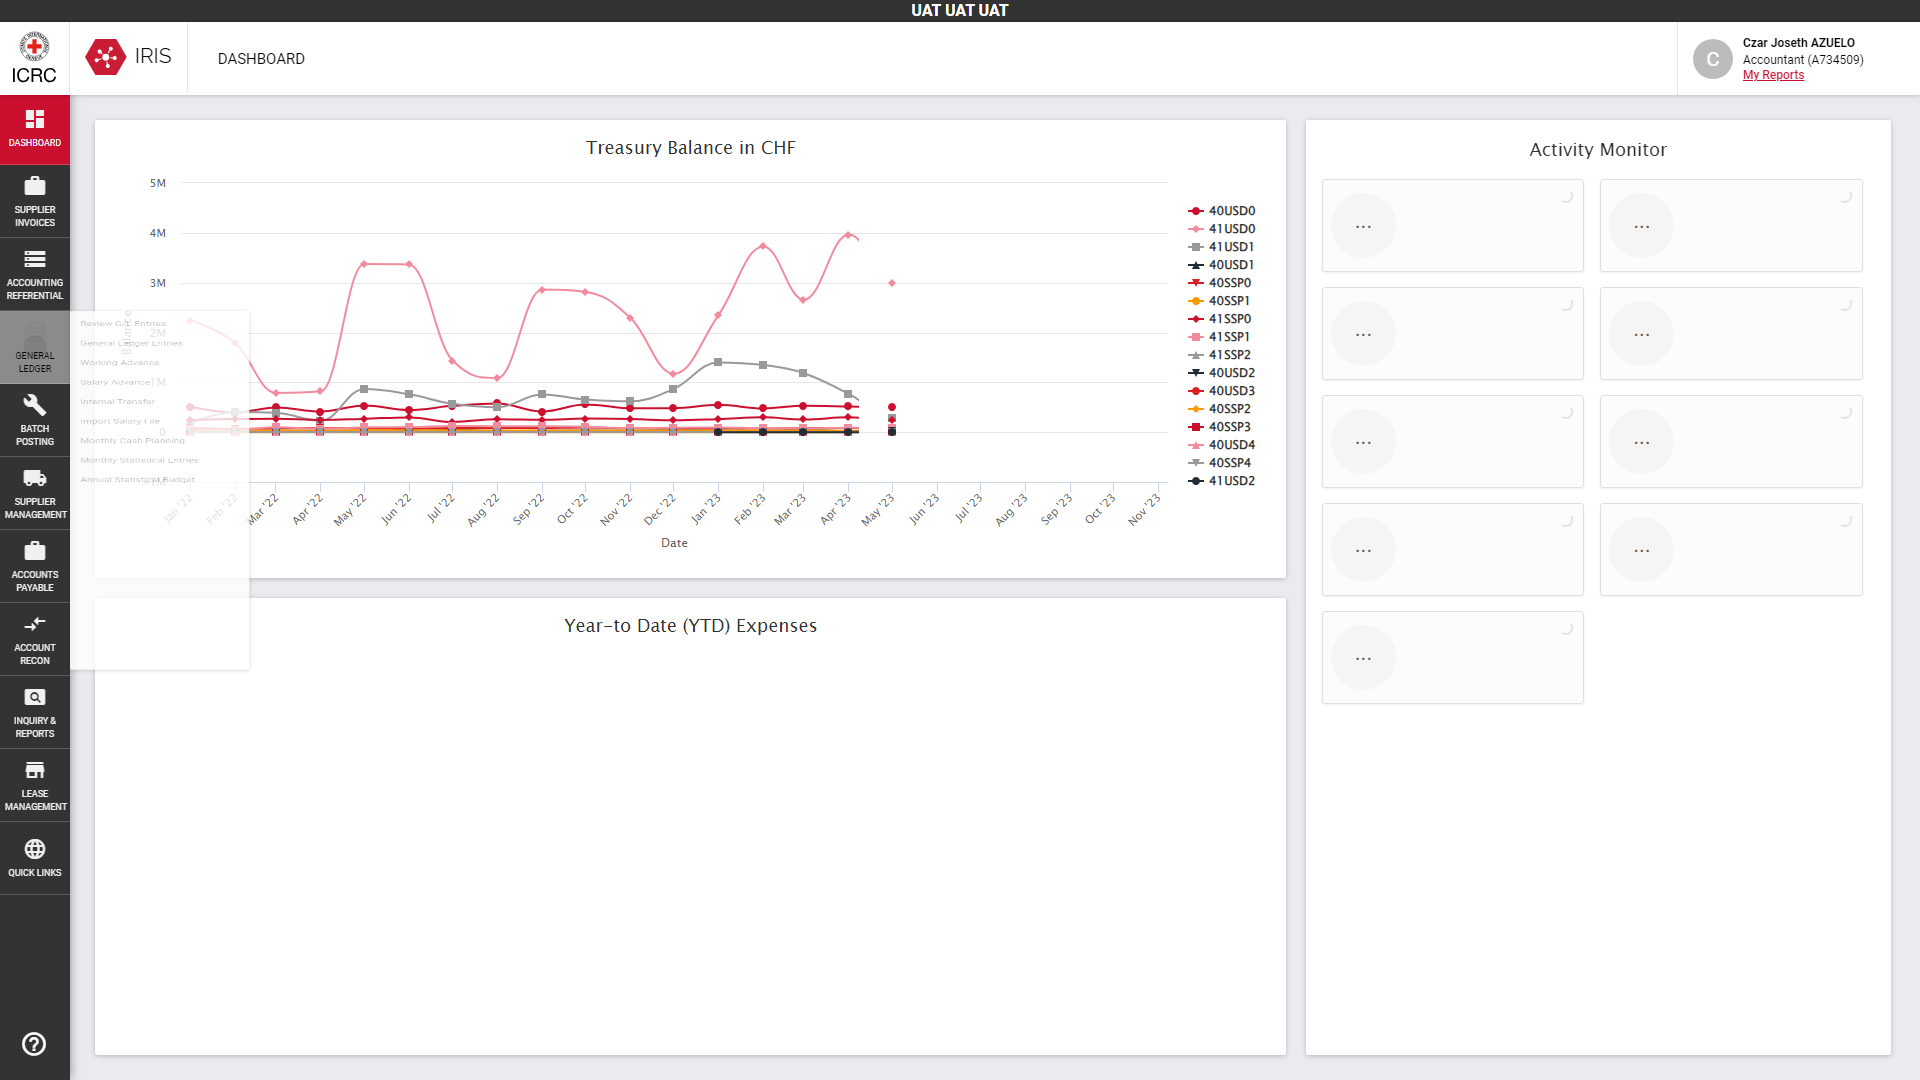 UAT UAT UAT
ICRC
IRIS
DASHBOARD
C
Czar Joseth AZUELO
Accountant (A734509)
My Reports
DASHBOARD
SUPPLIER
INVOICES
ACCOUNTING
REFERENTIAL
GENERAL
LEDGER
BATCH
POSTING
SUPPLIER
MANAGEMENT
ACCOUNTS
PAYABLE
ACCOUNT
RECON
INQUIRY &
REPORTS
LEASE
MANAGEMENT
QUICK LINKS
Review G/L Entries
General Ledger Entries
Working Advance
Salary Advance
Internal Transfer
Import Salary File
Monthly Cash Planning
Monthly Statistical Entries
Annual Statistical Budget
Treasury Balance in CHF
5M
4M
3M
2M
1M
0
Balance
Jan '22
Feb '22
Mar '22
Apr '22
May '22
Jun '22
Jul '22
Aug '22
Sep '22
Oct '22
Nov '22
Dec '22
Jan '23
Feb '23
Mar '23
Apr '23
May '23
Jun '23
Jul '23
Aug '23
Sep '23
Oct '23
Nov '23
Date
40USD0
41USD0
41USD1
40USD1
40SSP0
40SSP1
41SSP0
41SSP1
41SSP2
40USD2
40USD3
40SSP2
40SSP3
40USD4
40SSP4
41USD2
Year-to Date (YTD) Expenses
Activity Monitor
...
...
...
...
...
...
...
...
...